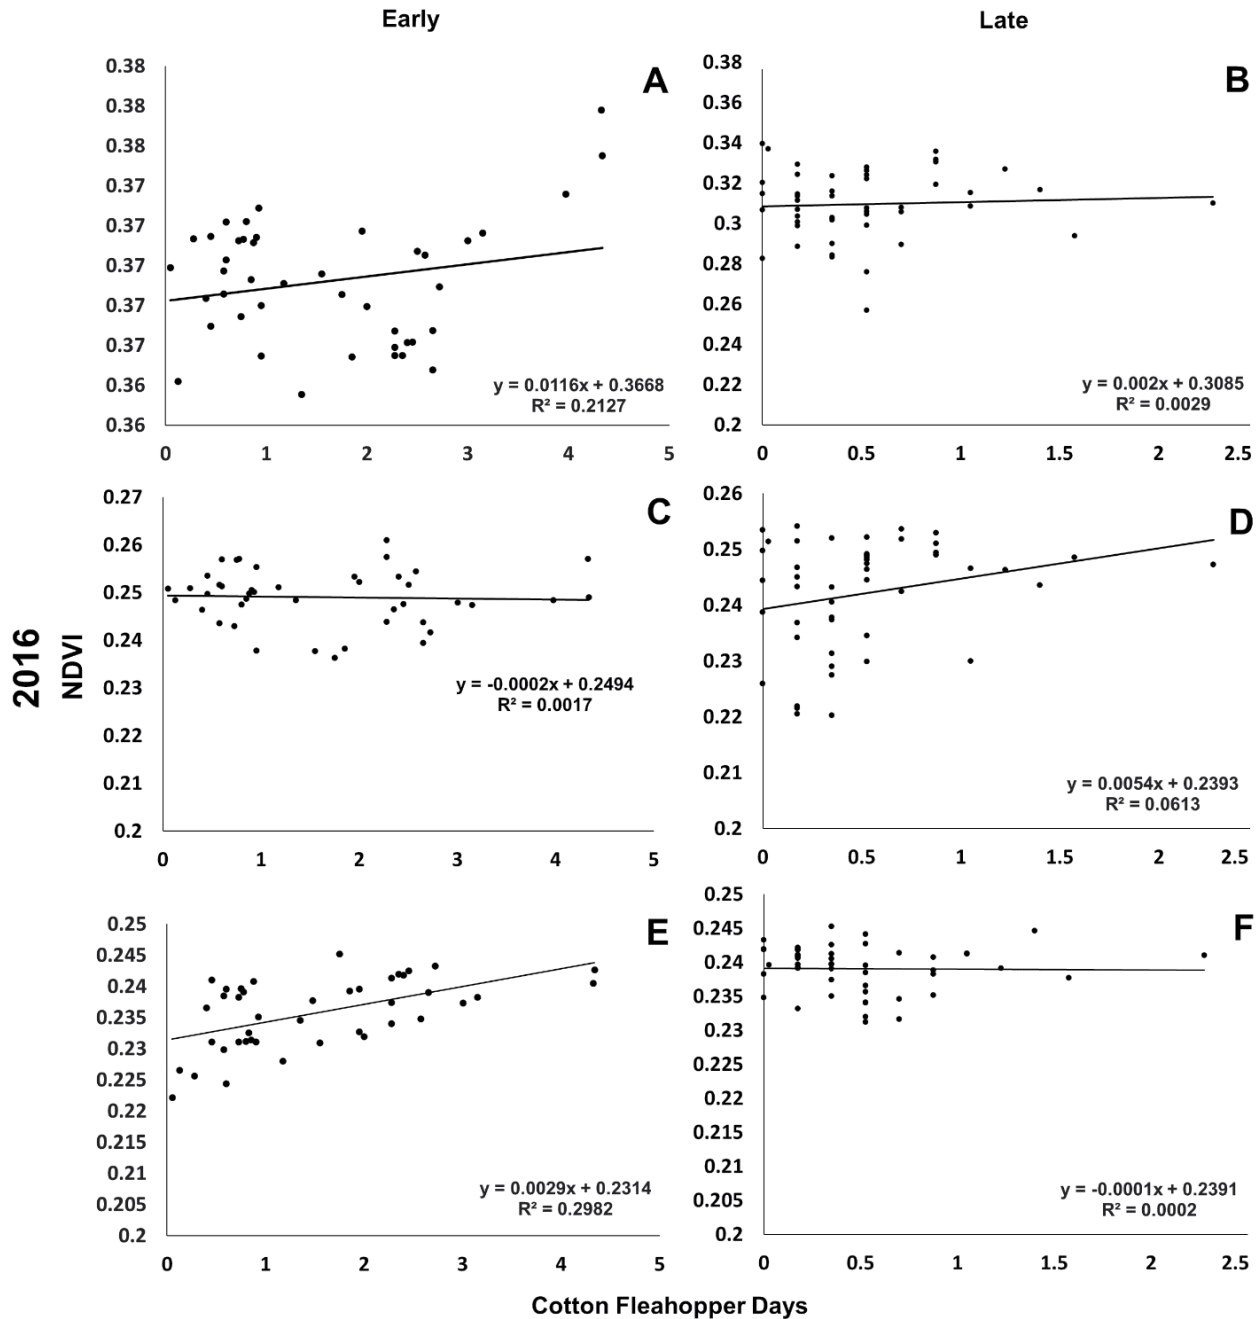 Early
Late
A
0.38
0.38
0.38
0.37
0.37
0.37
0.37
0.37
0.36
0.36
y = 0.0116x + 0.3668
R² = 0.2127
0 1 2 3 4 5
B
0.38
0.36
0.34
0.32
0.3
0.28
0.26
0.24
0.22
0.2
y = 0.002x + 0.3085
R² = 0.0029
0 0.5 1 1.5 2 2.5
2016
NDVI
C
0.27
0.26
0.25
0.24
0.23
0.22
0.21
0.2
y = -0.0002x + 0.2494
R² = 0.0017
0 1 2 3 4 5
D
0.26
0.25
0.24
0.23
0.22
0.21
0.2
y = 0.0054x + 0.2393
R² = 0.0613
0 0.5 1 1.5 2 2.5
E
0.25
0.245
0.24
0.235
0.23
0.225
0.22
0.215
0.21
0.205
0.2
y = 0.0029x + 0.2314
R² = 0.2982
0 1 2 3 4 5
F
0.25
0.245
0.24
0.235
0.23
0.225
0.22
0.215
0.21
0.205
0.2
y = -0.0001x + 0.2391
R² = 0.0002
0 0.5 1 1.5 2 2.5
Cotton Fleahopper Days